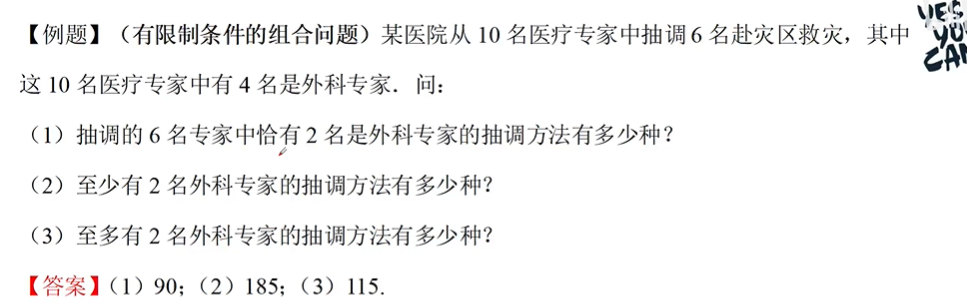 【例题】（有限制条件的组合问题）某医院从 10 名医疗专家中抽调 6 名赴灾区救灾，其中
这 10 名医疗专家中有 4 名是外科专家．问：
（1）抽调的 6 名专家中恰有 2 名是外科专家的抽调方法有多少种？
（2）至少有 2 名外科专家的抽调方法有多少种？
（3）至多有 2 名外科专家的抽调方法有多少种？
【答案】（1）90；（2）185；（3）115.
YES
YOU
CAN